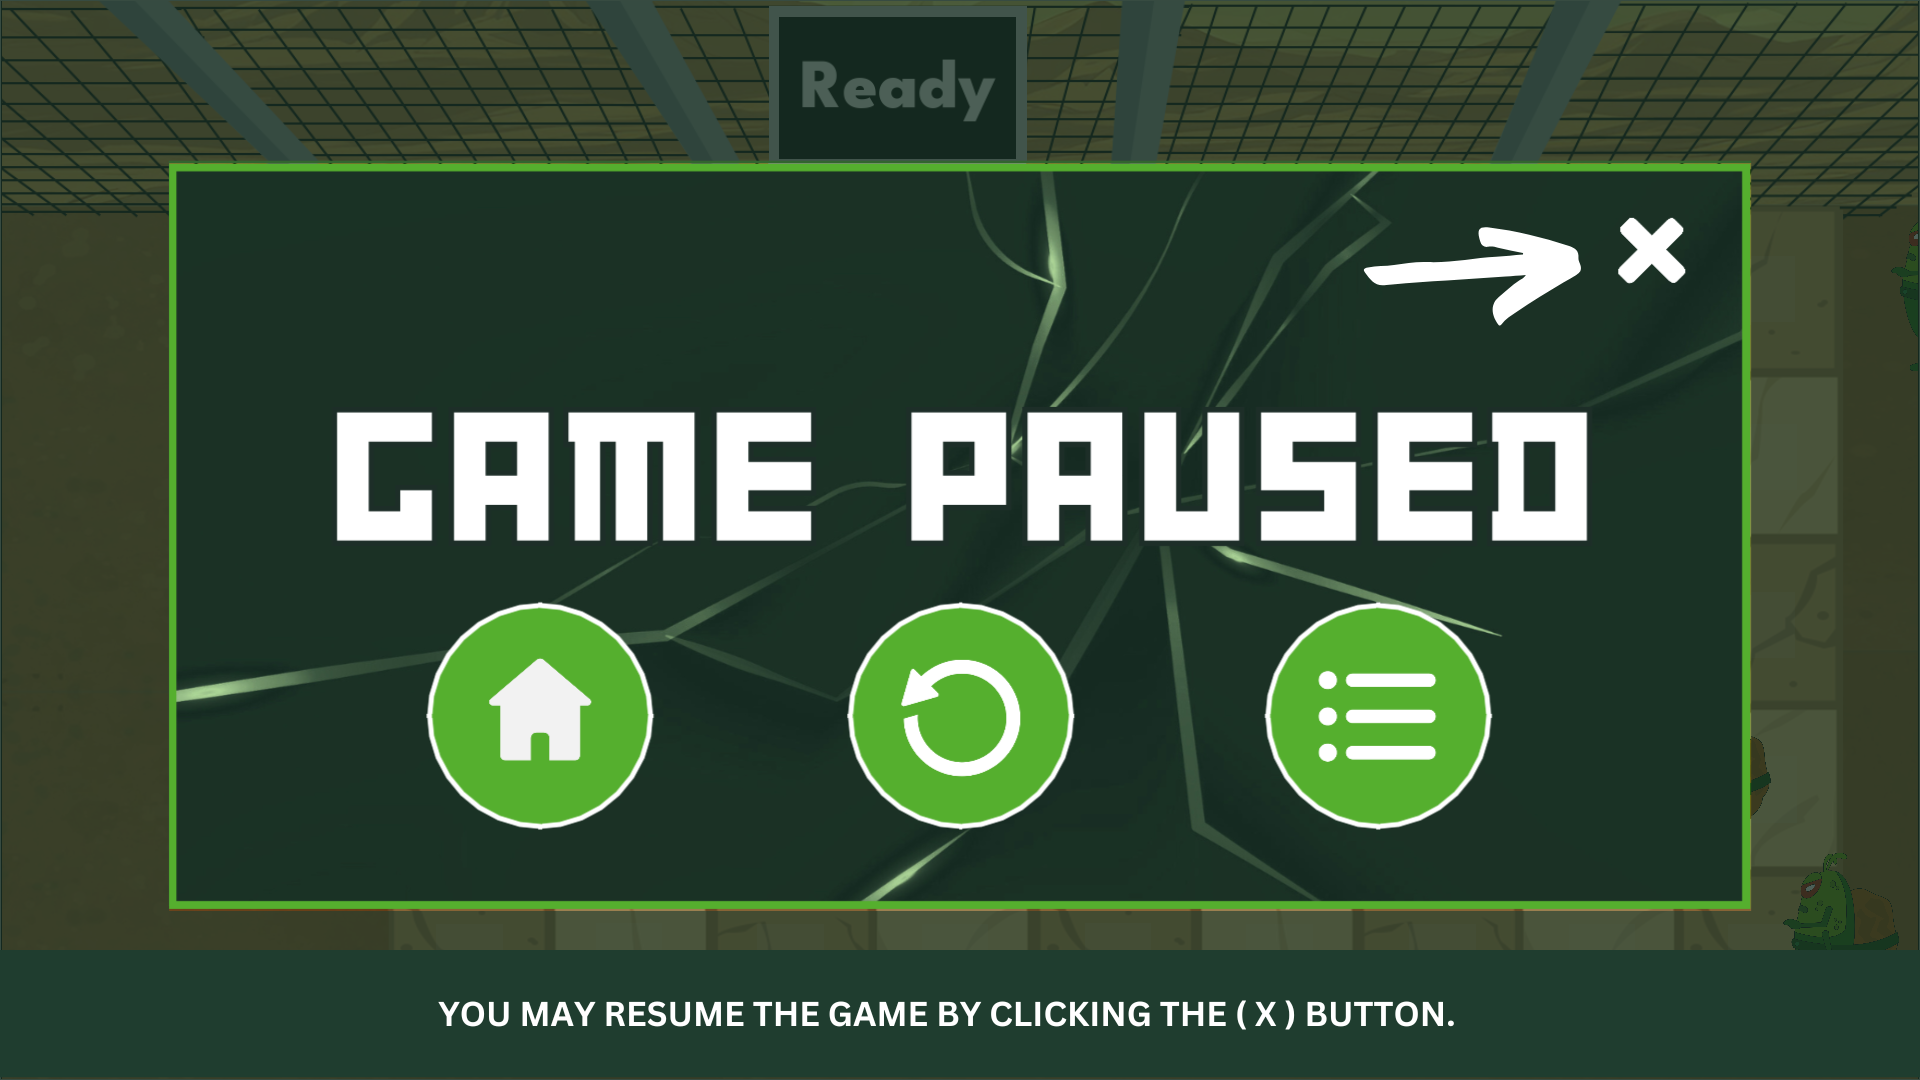 Ready
GAME PAUSED
YOU MAY RESUME THE GAME BY CLICKING THE ( X ) BUTTON.